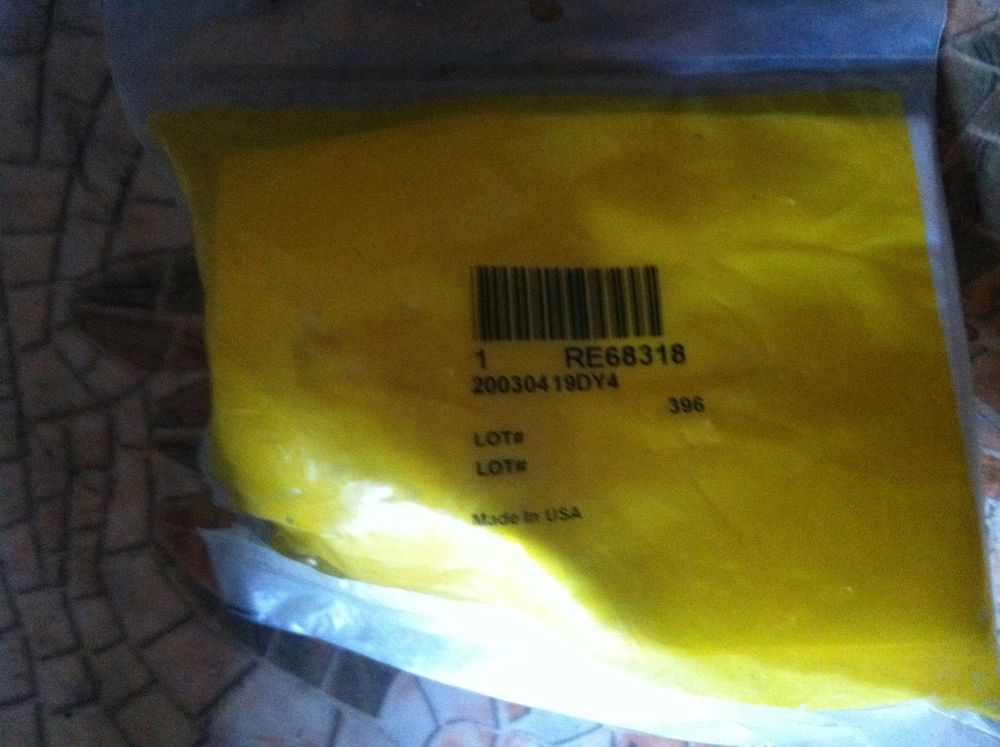 1 RE68318
20030419DY4
396
LOT#
LOT#
Made In USA